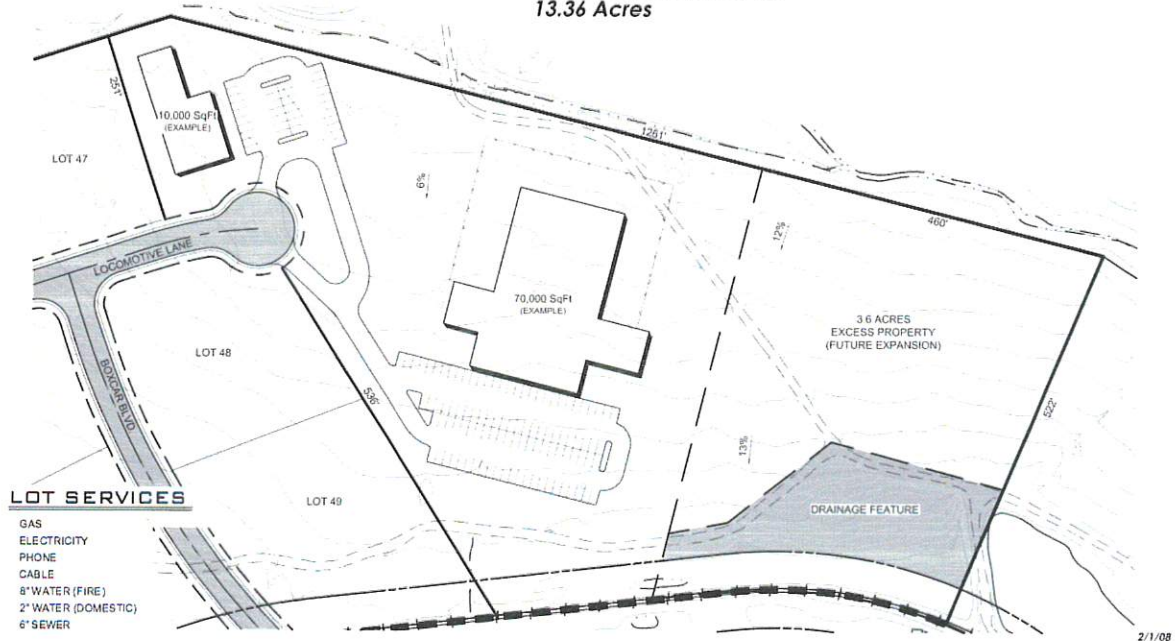 13.36 Acres
251'
10,000 SqFt
(EXAMPLE)
LOT 47
1261'
6%
12%
460'
LOCOMOTIVE LANE
70,000 SqFt
(EXAMPLE)
3.6 ACRES
EXCESS PROPERTY
(FUTURE EXPANSION)
LOT 48
BOXCAR BLVD
536'
522'
13%
LOT 49
DRAINAGE FEATURE
LOT SERVICES
GAS
ELECTRICITY
PHONE
CABLE
8" WATER (FIRE)
2" WATER (DOMESTIC)
6" SEWER
2/1/08